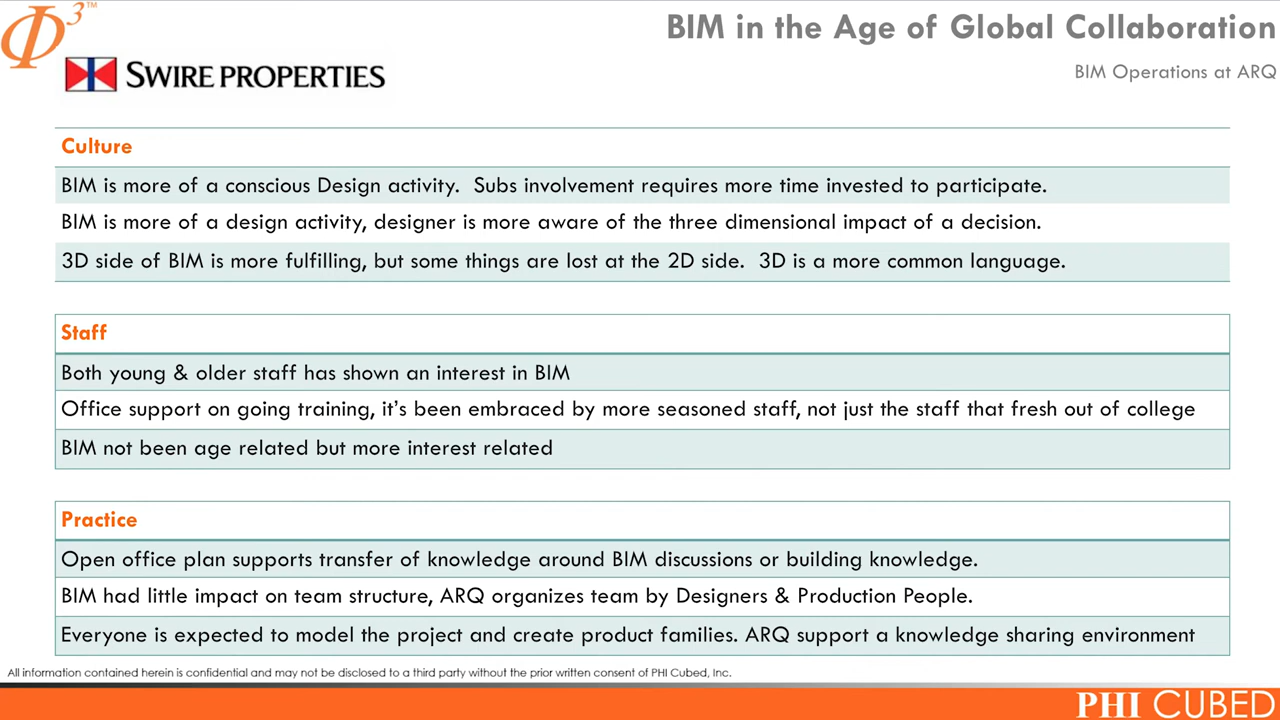 Φ3™
BIM in the Age of Global Collaboration
BIM Operations at ARQ
SWIRE PROPERTIES
Culture
BIM is more of a conscious Design activity.  Subs involvement requires more time invested to participate.
BIM is more of a design activity, designer is more aware of the three dimensional impact of a decision.
3D side of BIM is more fulfilling, but some things are lost at the 2D side.  3D is a more common language.
Staff
Both young & older staff has shown an interest in BIM
Office support on going training, it’s been embraced by more seasoned staff, not just the staff that fresh out of college
BIM not been age related but more interest related
Practice
Open office plan supports transfer of knowledge around BIM discussions or building knowledge.
BIM had little impact on team structure, ARQ organizes team by Designers & Production People.
Everyone is expected to model the project and create product families. ARQ support a knowledge sharing environment
All information contained herein is confidential and may not be disclosed to a third party without the prior written consent of PHI Cubed, Inc.
PHI CUBED